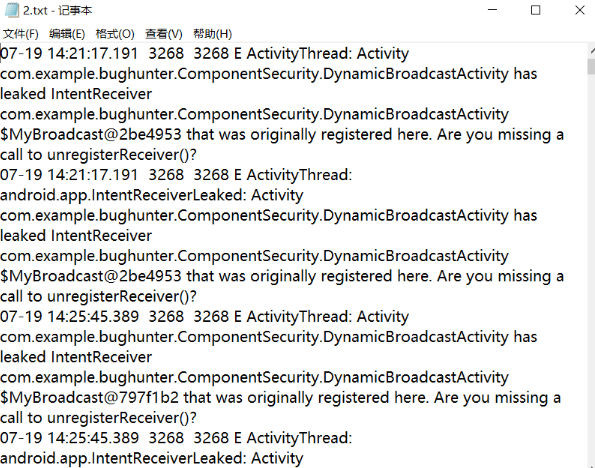 2.txt - 记事本
文件(F) 编辑(E) 格式(O) 查看(V) 帮助(H)
07-19 14:21:17.191  3268  3268 E ActivityThread: Activity
com.example.bughunter.ComponentSecurity.DynamicBroadcastActivity has
leaked IntentReceiver
com.example.bughunter.ComponentSecurity.DynamicBroadcastActivity
$MyBroadcast@2be4953 that was originally registered here. Are you missing a
call to unregisterReceiver()?
07-19 14:21:17.191  3268  3268 E ActivityThread:
android.app.IntentReceiverLeaked: Activity
com.example.bughunter.ComponentSecurity.DynamicBroadcastActivity has
leaked IntentReceiver
com.example.bughunter.ComponentSecurity.DynamicBroadcastActivity
$MyBroadcast@2be4953 that was originally registered here. Are you missing a
call to unregisterReceiver()?
07-19 14:25:45.389  3268  3268 E ActivityThread: Activity
com.example.bughunter.ComponentSecurity.DynamicBroadcastActivity has
leaked IntentReceiver
com.example.bughunter.ComponentSecurity.DynamicBroadcastActivity
$MyBroadcast@797f1b2 that was originally registered here. Are you missing a
call to unregisterReceiver()?
07-19 14:25:45.389  3268  3268 E ActivityThread:
android.app.IntentReceiverLeaked: Activity